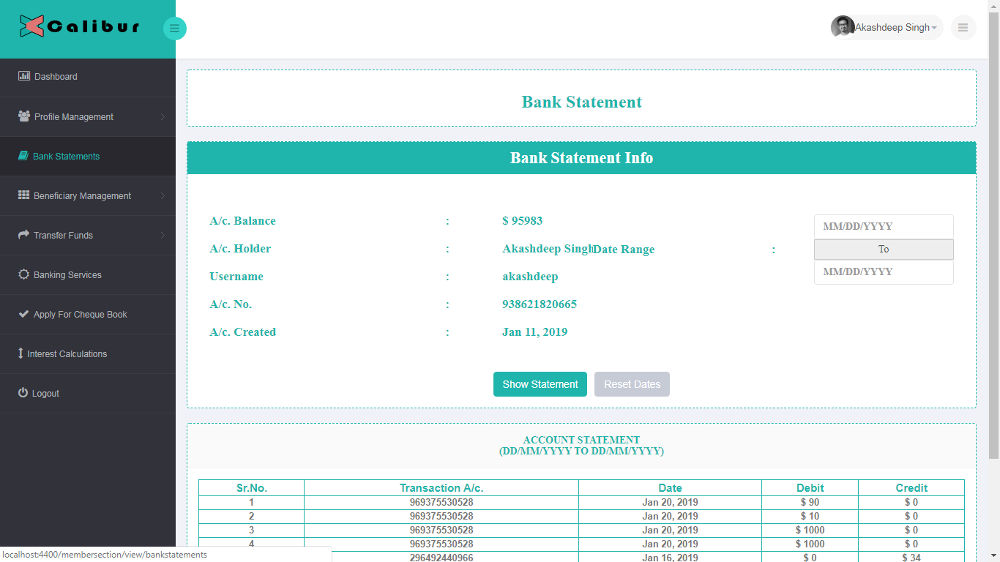 Calibur
Akashdeep Singh
Dashboard
Profile Management
Bank Statements
Beneficiary Management
Transfer Funds
Banking Services
Apply For Cheque Book
Interest Calculations
Logout
Bank Statement
Bank Statement Info
A/c. Balance : $ 95983
A/c. Holder : Akashdeep Singh
Username : akashdeep
A/c. No. : 938621820665
A/c. Created : Jan 11, 2019
Date Range :
MM/DD/YYYY
To
MM/DD/YYYY
Show Statement Reset Dates
ACCOUNT STATEMENT
(DD/MM/YYYY TO DD/MM/YYYY)
Sr.No. Transaction A/c. Date Debit Credit
1 969375530528 Jan 20, 2019 $ 90 $ 0
2 969375530528 Jan 20, 2019 $ 10 $ 0
3 969375530528 Jan 20, 2019 $ 1000 $ 0
4 969375530528 Jan 20, 2019 $ 1000 $ 0
296492440966 Jan 16, 2019 $ 0 $ 34
localhost:4400/membersection/view/bankstatements